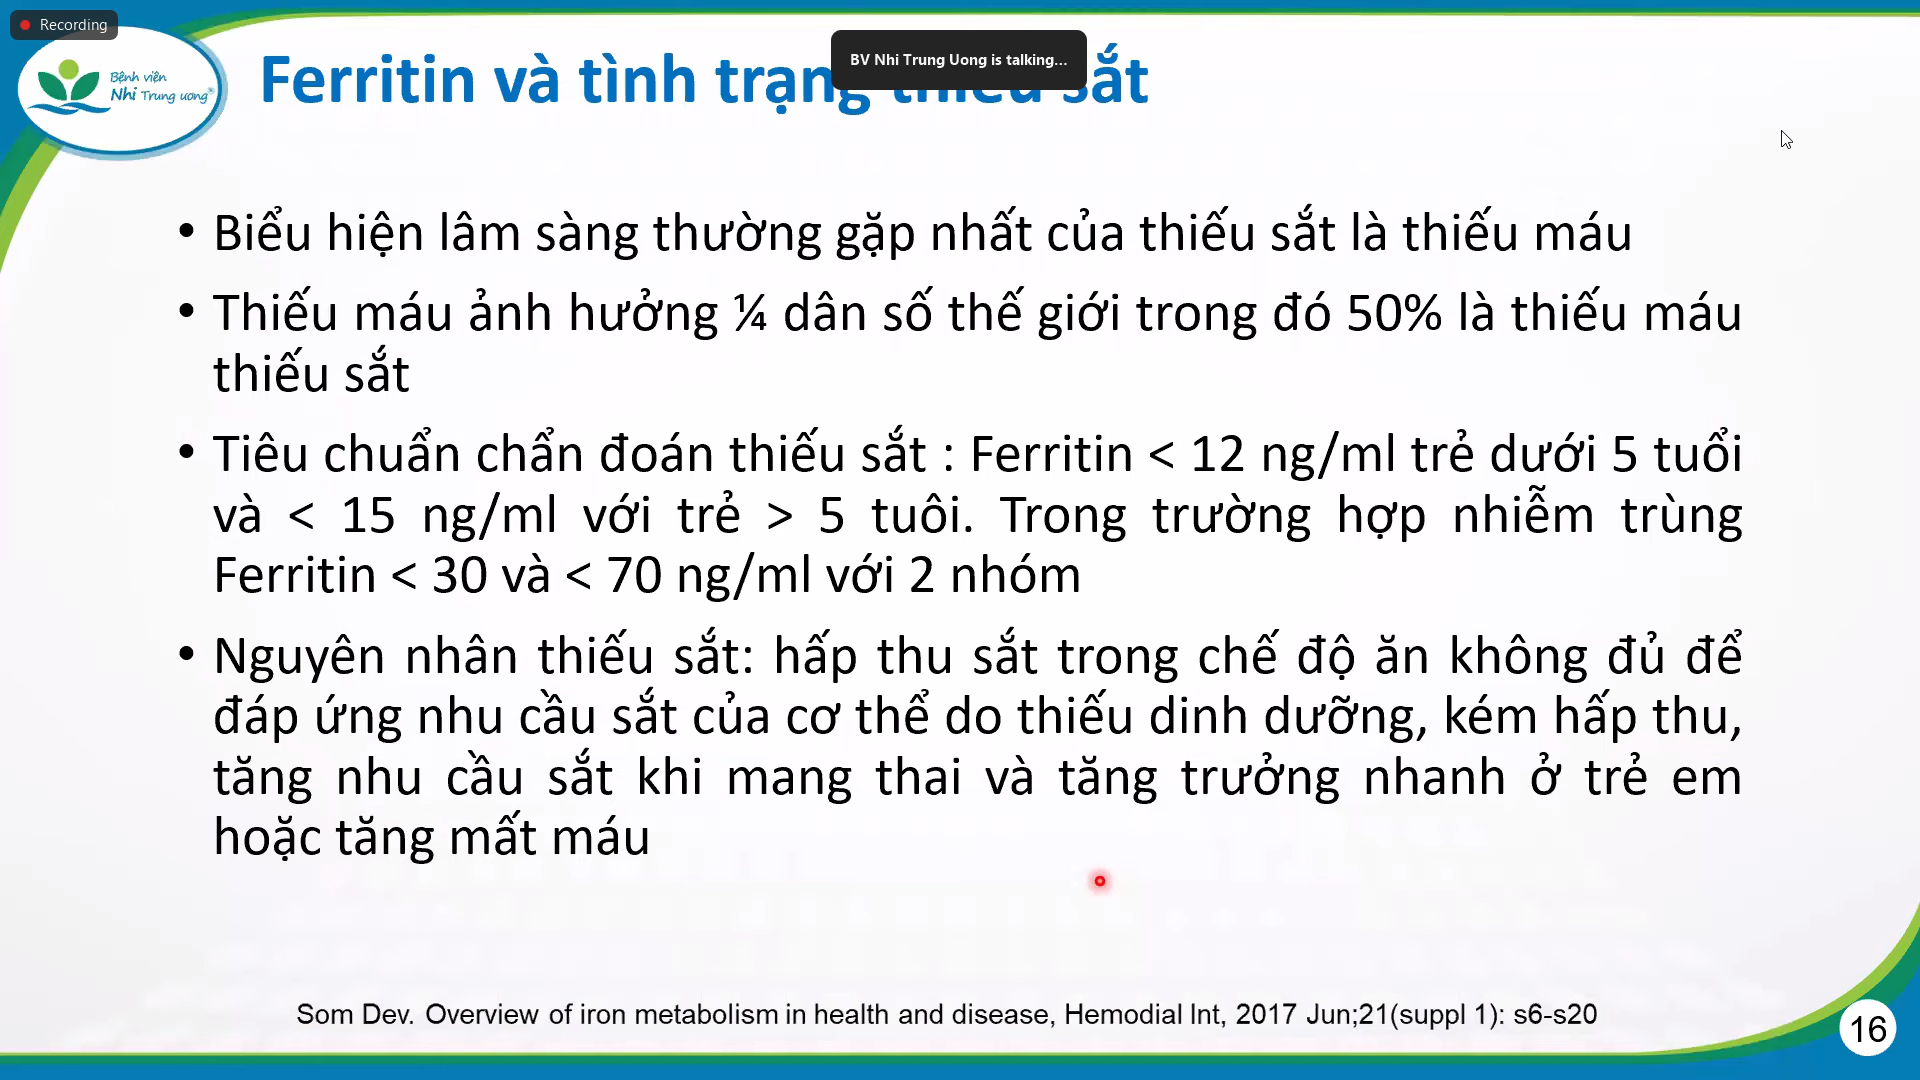 Recording
BV Nhi Trung Uong is talking...
Bệnh viện
Nhi Trung ương
Ferritin và tình trạng thiếu sắt
• Biểu hiện lâm sàng thường gặp nhất của thiếu sắt là thiếu máu
• Thiếu máu ảnh hưởng ¼ dân số thế giới trong đó 50% là thiếu máu
thiếu sắt
• Tiêu chuẩn chẩn đoán thiếu sắt : Ferritin < 12 ng/ml trẻ dưới 5 tuổi
và < 15 ng/ml với trẻ > 5 tuôi. Trong trường hợp nhiễm trùng
Ferritin < 30 và < 70 ng/ml với 2 nhóm
• Nguyên nhân thiếu sắt: hấp thu sắt trong chế độ ăn không đủ để
đáp ứng nhu cầu sắt của cơ thể do thiếu dinh dưỡng, kém hấp thu,
tăng nhu cầu sắt khi mang thai và tăng trưởng nhanh ở trẻ em
hoặc tăng mất máu
Som Dev. Overview of iron metabolism in health and disease, Hemodial Int, 2017 Jun;21(suppl 1): s6-s20
16